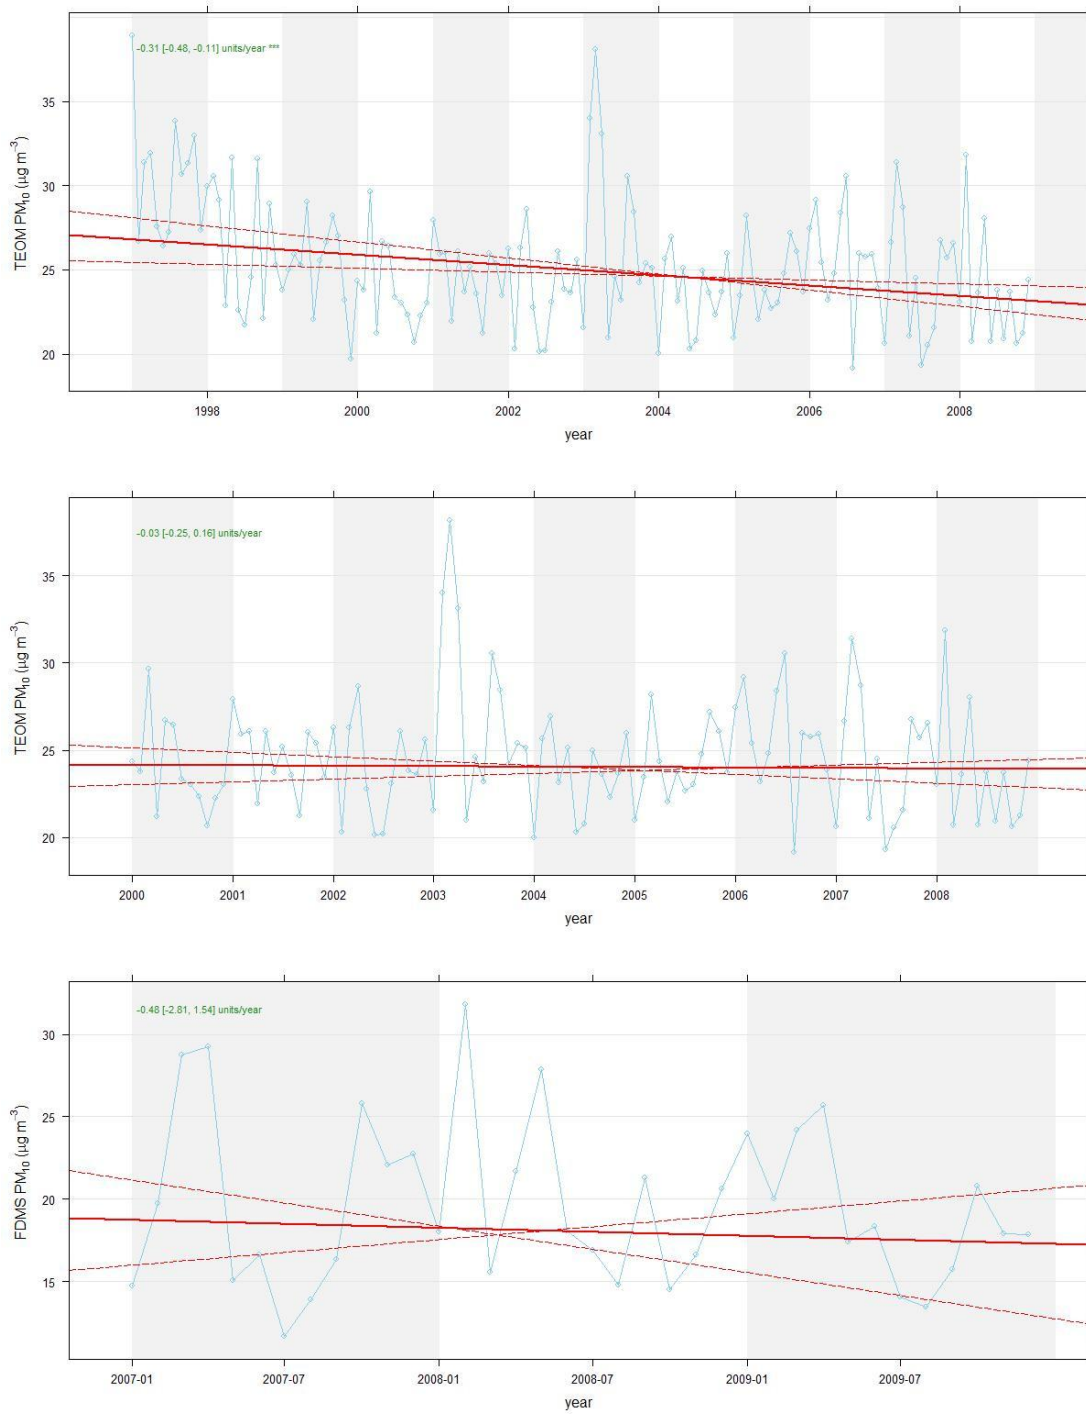 -0.31 [-0.48, -0.11] units/year ***
35
30
25
20
TEOM PM₁₀ (µg m⁻³)
1998 2000 2002 2004 2006 2008
year
-0.03 [-0.25, 0.16] units/year
35
30
25
20
TEOM PM₁₀ (µg m⁻³)
2000 2001 2002 2003 2004 2005 2006 2007 2008
year
-0.48 [-2.81, 1.54] units/year
30
25
20
15
FDMS PM₁₀ (µg m⁻³)
2007-01 2007-07 2008-01 2008-07 2009-01 2009-07
year